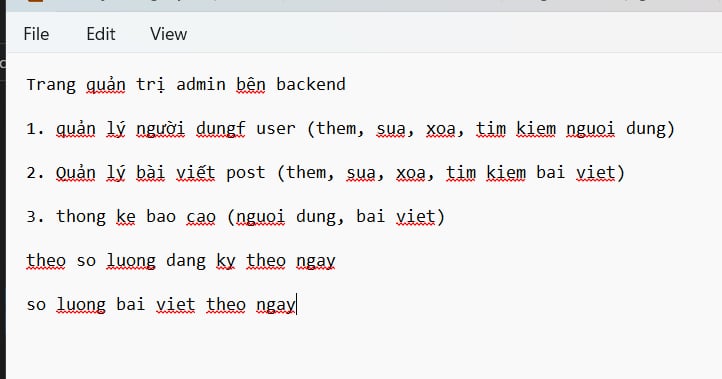 File Edit View
Trang quản trị admin bên backend
1. quản lý người dungf user (them, sua, xoa, tim kiem nguoi dung)
2. Quản lý bài viết post (them, sua, xoa, tim kiem bai viet)
3. thong ke bao cao (nguoi dung, bai viet)
theo so luong dang ky theo ngay
so luong bai viet theo ngay